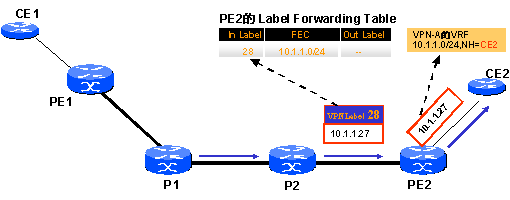 CE1
PE2的 Label Forwarding Table
In Label FEC Out Label
28 10.1.1.0/24 --
VPN-A的VRF
10.1.1.0/24,NH=CE2
CE2
PE1
VPN Label 28
10.1.1.27
10.1.1.27
P1
P2
PE2